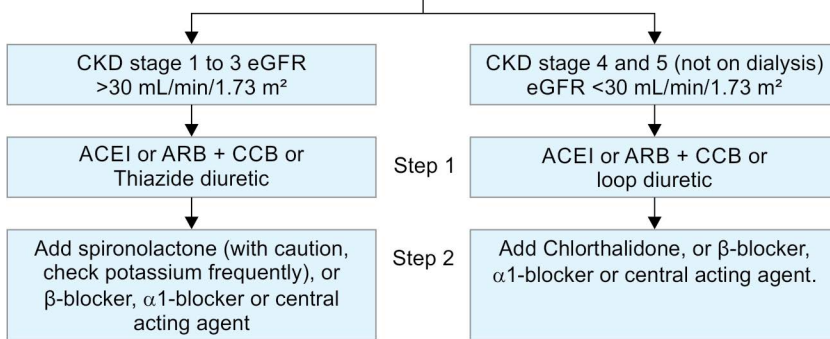 CKD stage 1 to 3 eGFR
>30 mL/min/1.73 m²
CKD stage 4 and 5 (not on dialysis)
eGFR <30 mL/min/1.73 m²
ACEI or ARB + CCB or
Thiazide diuretic
Step 1
ACEI or ARB + CCB or
loop diuretic
Add spironolactone (with caution,
check potassium frequently), or
β-blocker, α1-blocker or central
acting agent
Step 2
Add Chlorthalidone, or β-blocker,
α1-blocker or central acting agent.